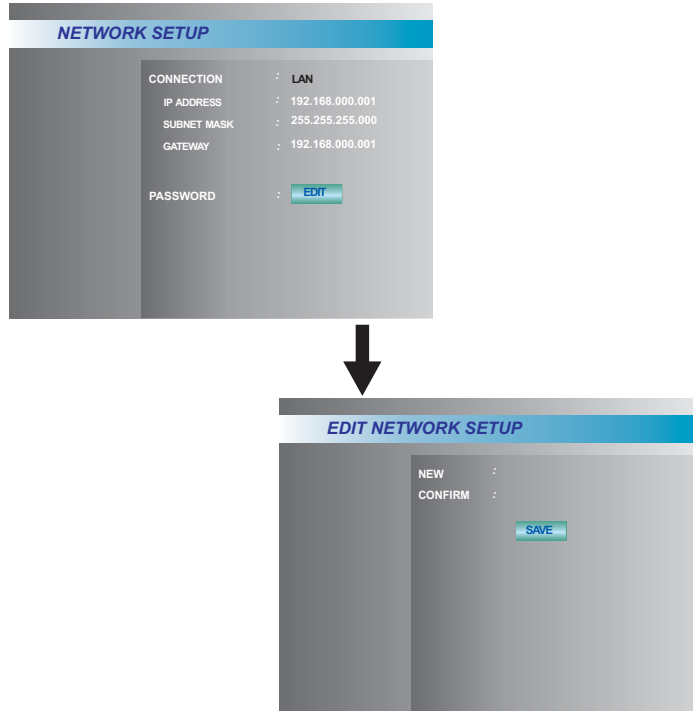 NETWORK SETUP
CONNECTION : LAN
IP ADDRESS : 192.168.000.001
SUBNET MASK : 255.255.255.000
GATEWAY : 192.168.000.001
PASSWORD : EDIT
EDIT NETWORK SETUP
NEW :
CONFIRM :
SAVE